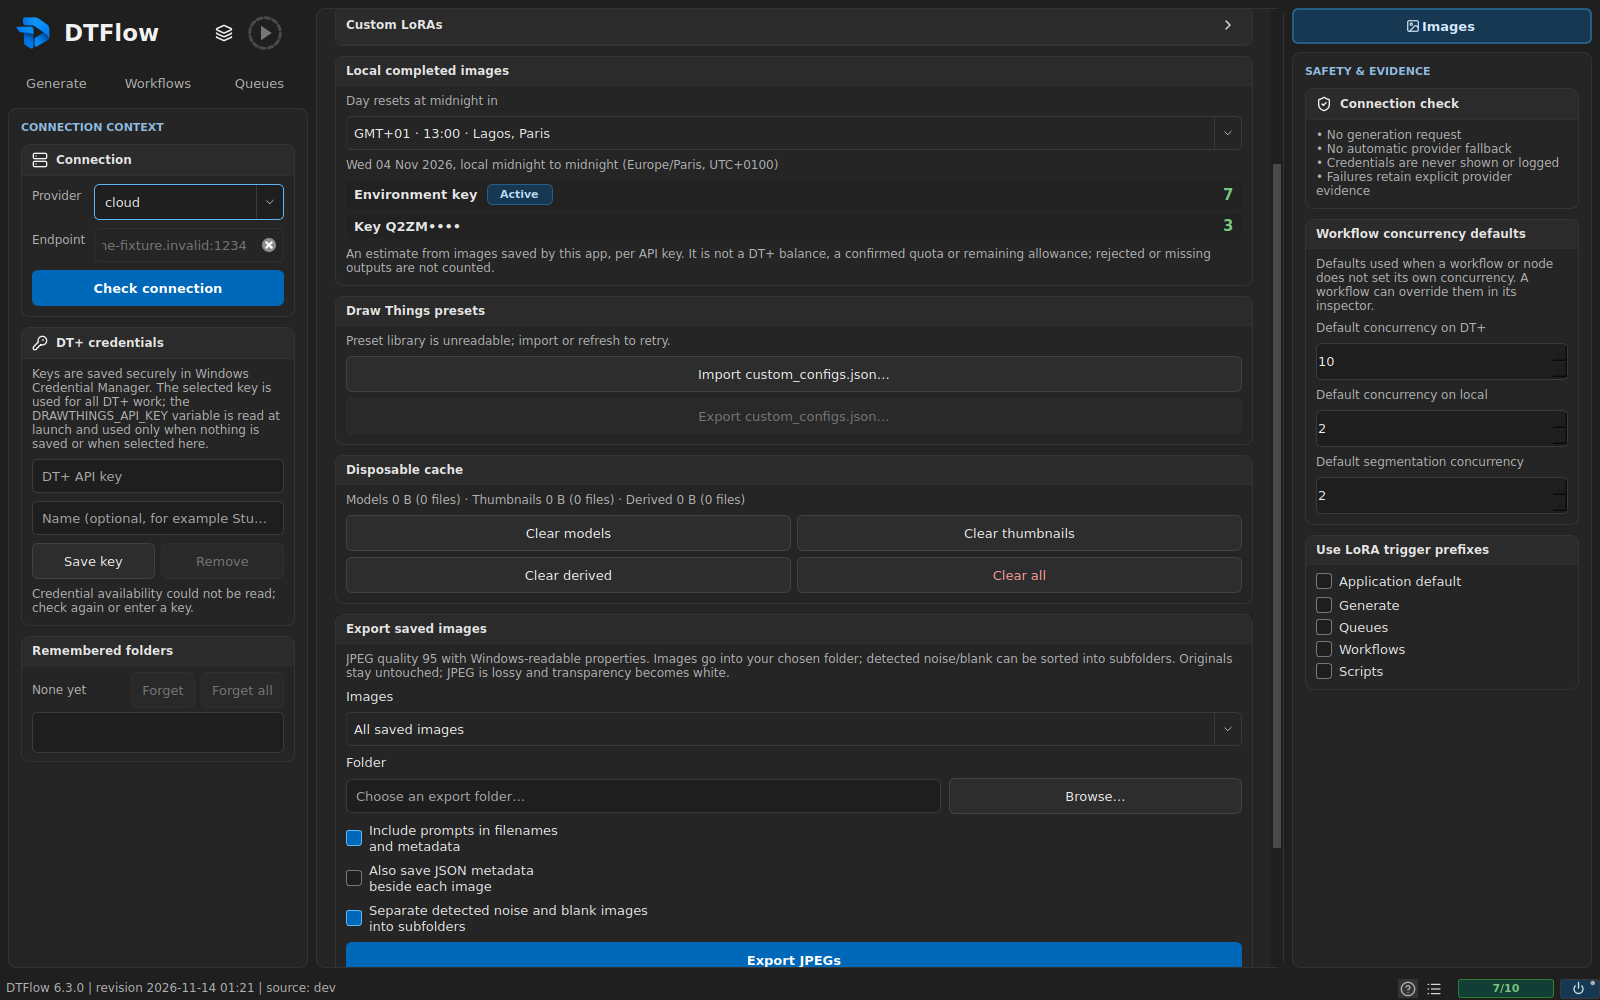 DTFlow
Generate
Workflows
Queues
CONNECTION CONTEXT
Connection
Provider
cloud
Endpoint
ne-fixture.invalid:1234
Check connection
DT+ credentials
Keys are saved securely in Windows
Credential Manager. The selected key is
used for all DT+ work; the
DRAWTHINGS_API_KEY variable is read at
launch and used only when nothing is
saved or when selected here.
DT+ API key
Name (optional, for example Stu…
Save key
Remove
Credential availability could not be read;
check again or enter a key.
Remembered folders
None yet
Forget
Forget all
Custom LoRAs
Local completed images
Day resets at midnight in
GMT+01 · 13:00 · Lagos, Paris
Wed 04 Nov 2026, local midnight to midnight (Europe/Paris, UTC+0100)
Environment key
Active
7
Key Q2ZM••••
3
An estimate from images saved by this app, per API key. It is not a DT+ balance, a confirmed quota or remaining allowance; rejected or missing
outputs are not counted.
Draw Things presets
Preset library is unreadable; import or refresh to retry.
Import custom_configs.json…
Export custom_configs.json…
Disposable cache
Models 0 B (0 files) · Thumbnails 0 B (0 files) · Derived 0 B (0 files)
Clear models
Clear thumbnails
Clear derived
Clear all
Export saved images
JPEG quality 95 with Windows-readable properties. Images go into your chosen folder; detected noise/blank can be sorted into subfolders. Originals
stay untouched; JPEG is lossy and transparency becomes white.
Images
All saved images
Folder
Choose an export folder…
Browse…
Include prompts in filenames
and metadata
Also save JSON metadata
beside each image
Separate detected noise and blank images
into subfolders
Export JPEGs
Images
SAFETY & EVIDENCE
Connection check
• No generation request
• No automatic provider fallback
• Credentials are never shown or logged
• Failures retain explicit provider
evidence
Workflow concurrency defaults
Defaults used when a workflow or node
does not set its own concurrency. A
workflow can override them in its
inspector.
Default concurrency on DT+
10
Default concurrency on local
2
Default segmentation concurrency
2
Use LoRA trigger prefixes
Application default
Generate
Queues
Workflows
Scripts
DTFlow 6.3.0 | revision 2026-11-14 01:21 | source: dev
7/10